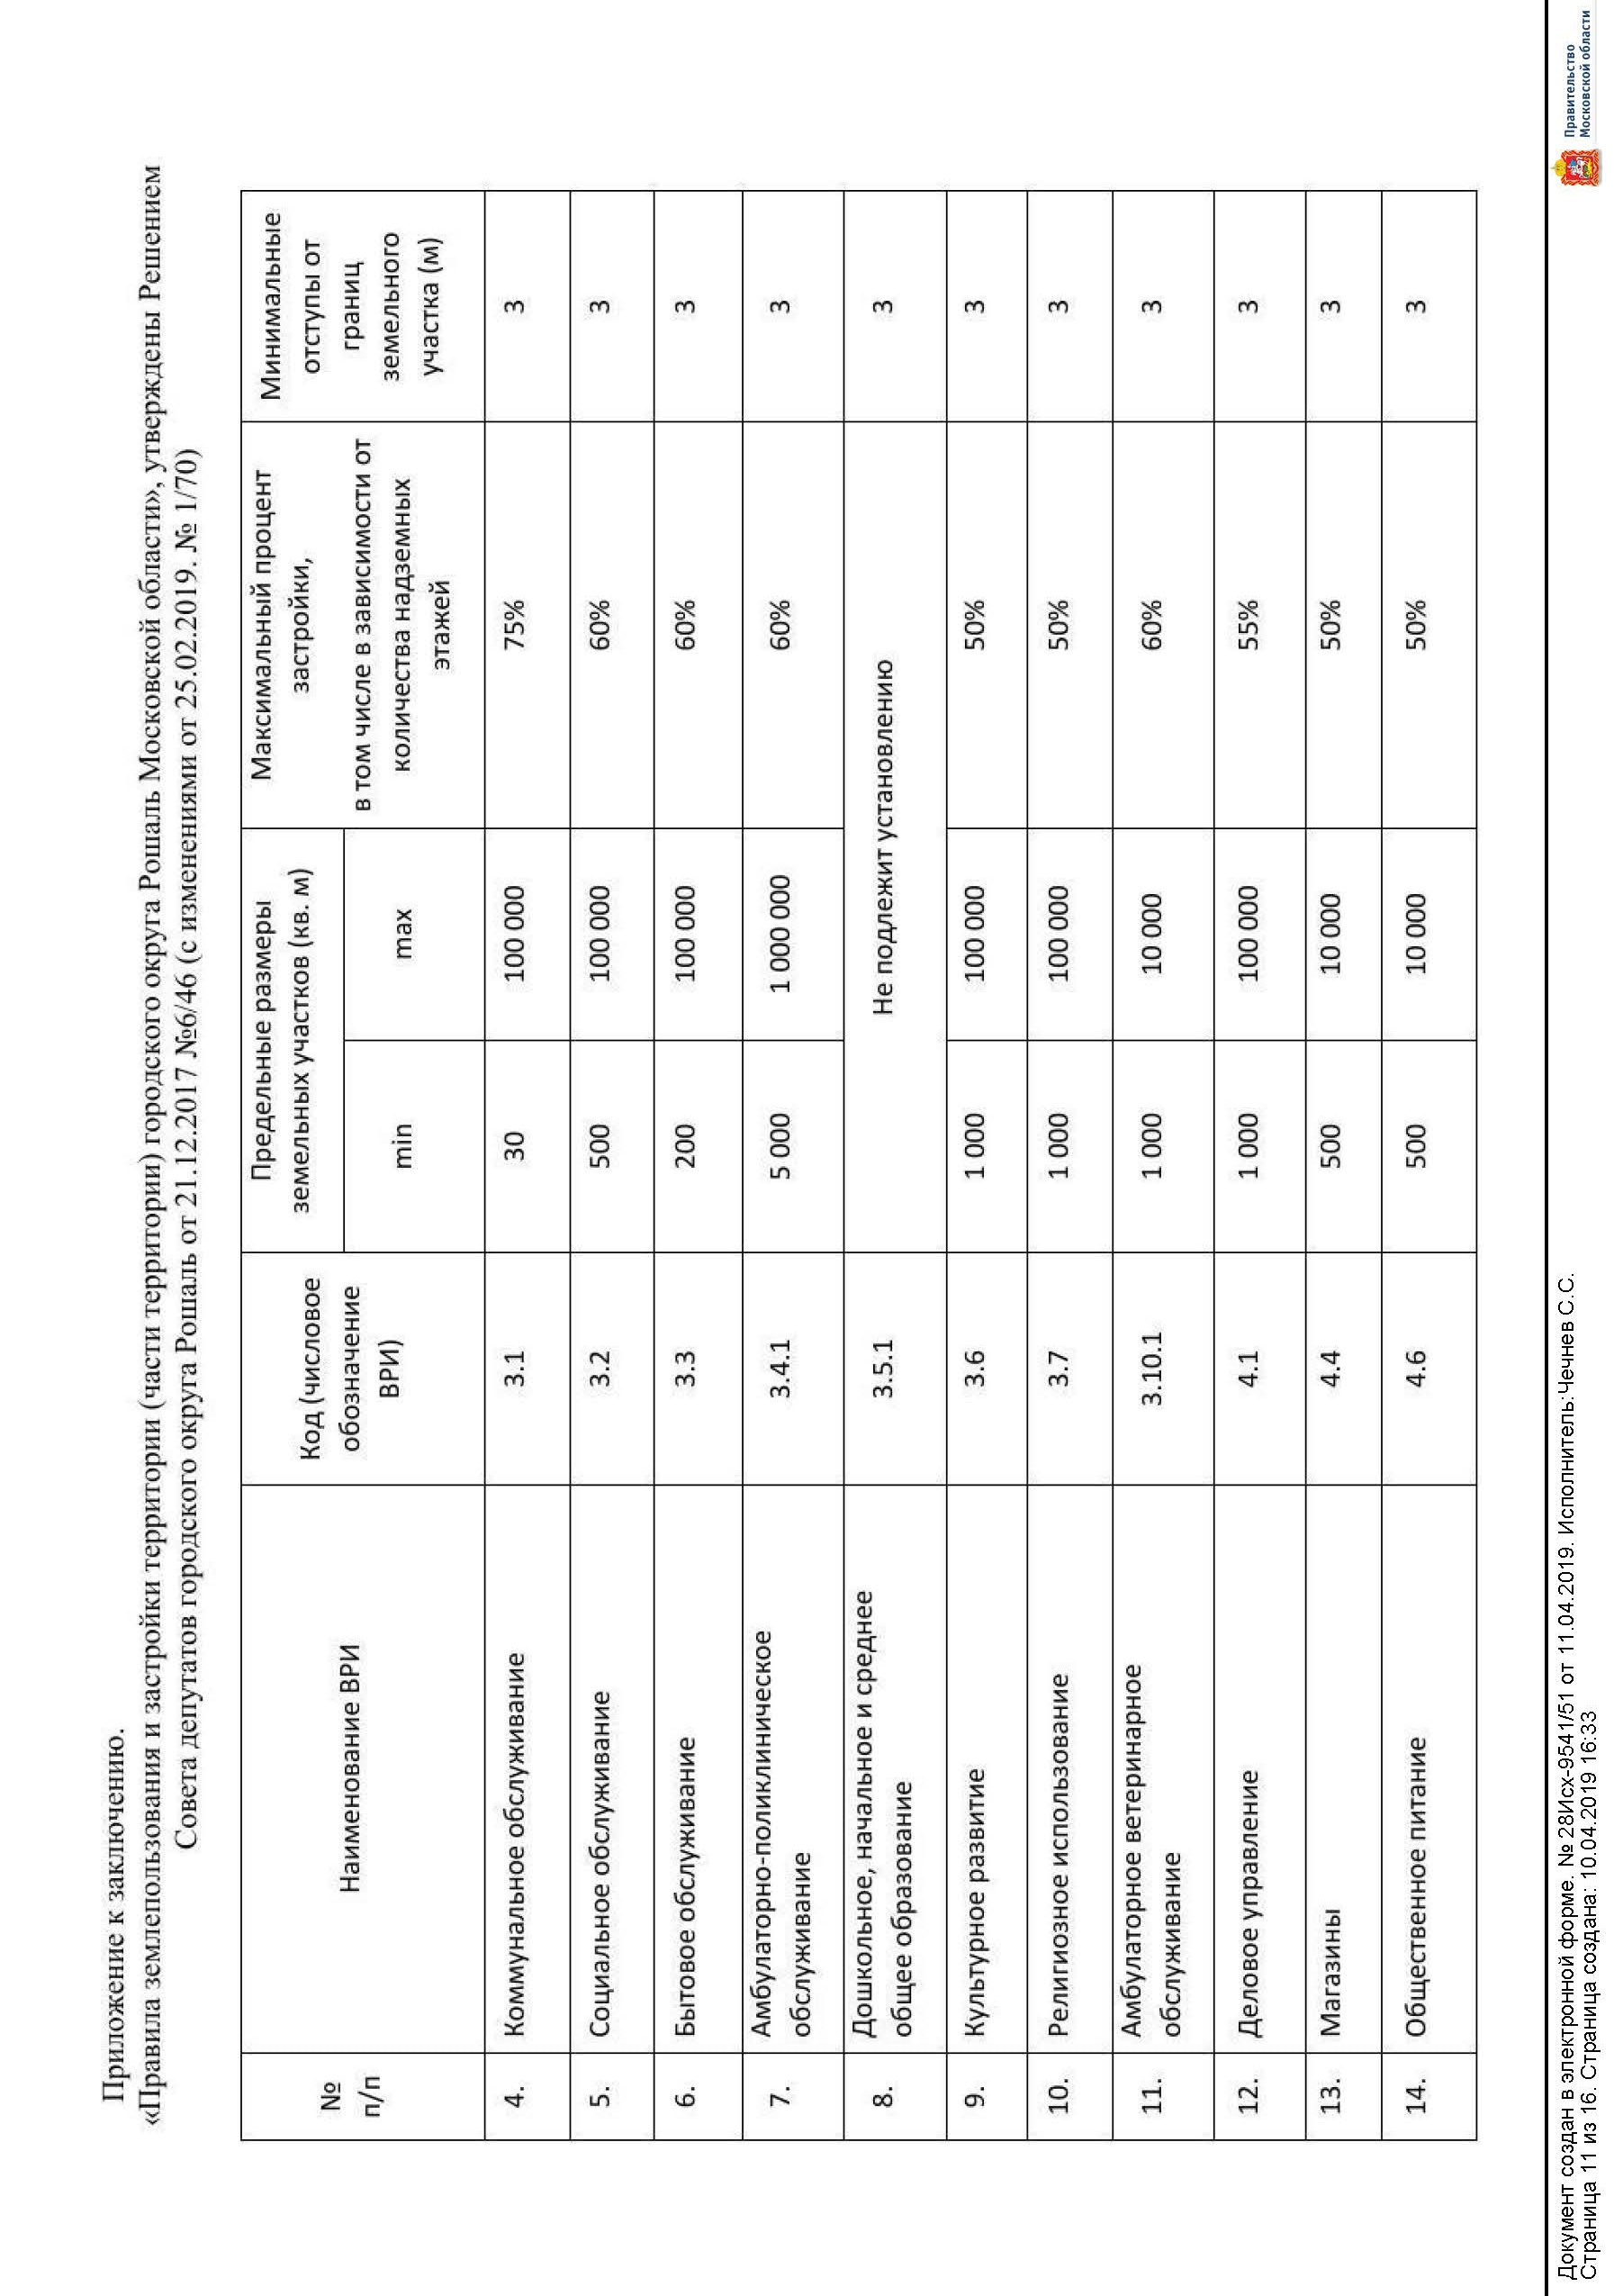 Приложение к заключению.
«Правила землепользования и застройки территории (части территории) городского округа Рошаль Московской области», утверждены Решением
Совета депутатов городского округа Рошаль от 21.12.2017 №6/46 (с изменениями от 25.02.2019. № 1/70)
№
п/п
Наименование ВРИ
Код (числовое
обозначение
ВРИ)
Предельные размеры
земельных участков (кв. м)
min
max
Максимальный процент
застройки,
в том числе в зависимости от
количества надземных
этажей
Минимальные
отступы от
границ
земельного
участка (м)
4. Коммунальное обслуживание 3.1 30 100 000 75% 3
5. Социальное обслуживание 3.2 500 100 000 60% 3
6. Бытовое обслуживание 3.3 200 100 000 60% 3
7. Амбулаторно-поликлиническое
обслуживание 3.4.1 5 000 1 000 000 60% 3
8. Дошкольное, начальное и среднее
общее образование 3.5.1 Не подлежит установлению 3
9. Культурное развитие 3.6 1 000 100 000 50% 3
10. Религиозное использование 3.7 1 000 100 000 50% 3
11. Амбулаторное ветеринарное
обслуживание 3.10.1 1 000 10 000 60% 3
12. Деловое управление 4.1 1 000 100 000 55% 3
13. Магазины 4.4 500 10 000 50% 3
14. Общественное питание 4.6 500 10 000 50% 3
Документ создан в электронной форме. № 28Исх-9541/51 от 11.04.2019. Исполнитель:Чечнев С.С.
Страница 11 из 16. Страница создана: 10.04.2019 16:33
Правительство
Московской области